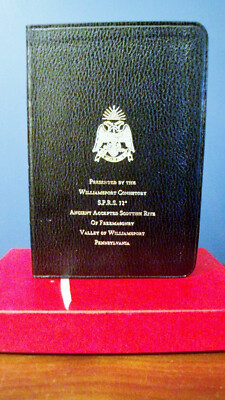 Presented by the
Williamsport Consistory
S.P.R.S. 32°
Ancient Accepted Scottish Rite
Of Freemasonry
Valley of Williamsport
Pennsylvania